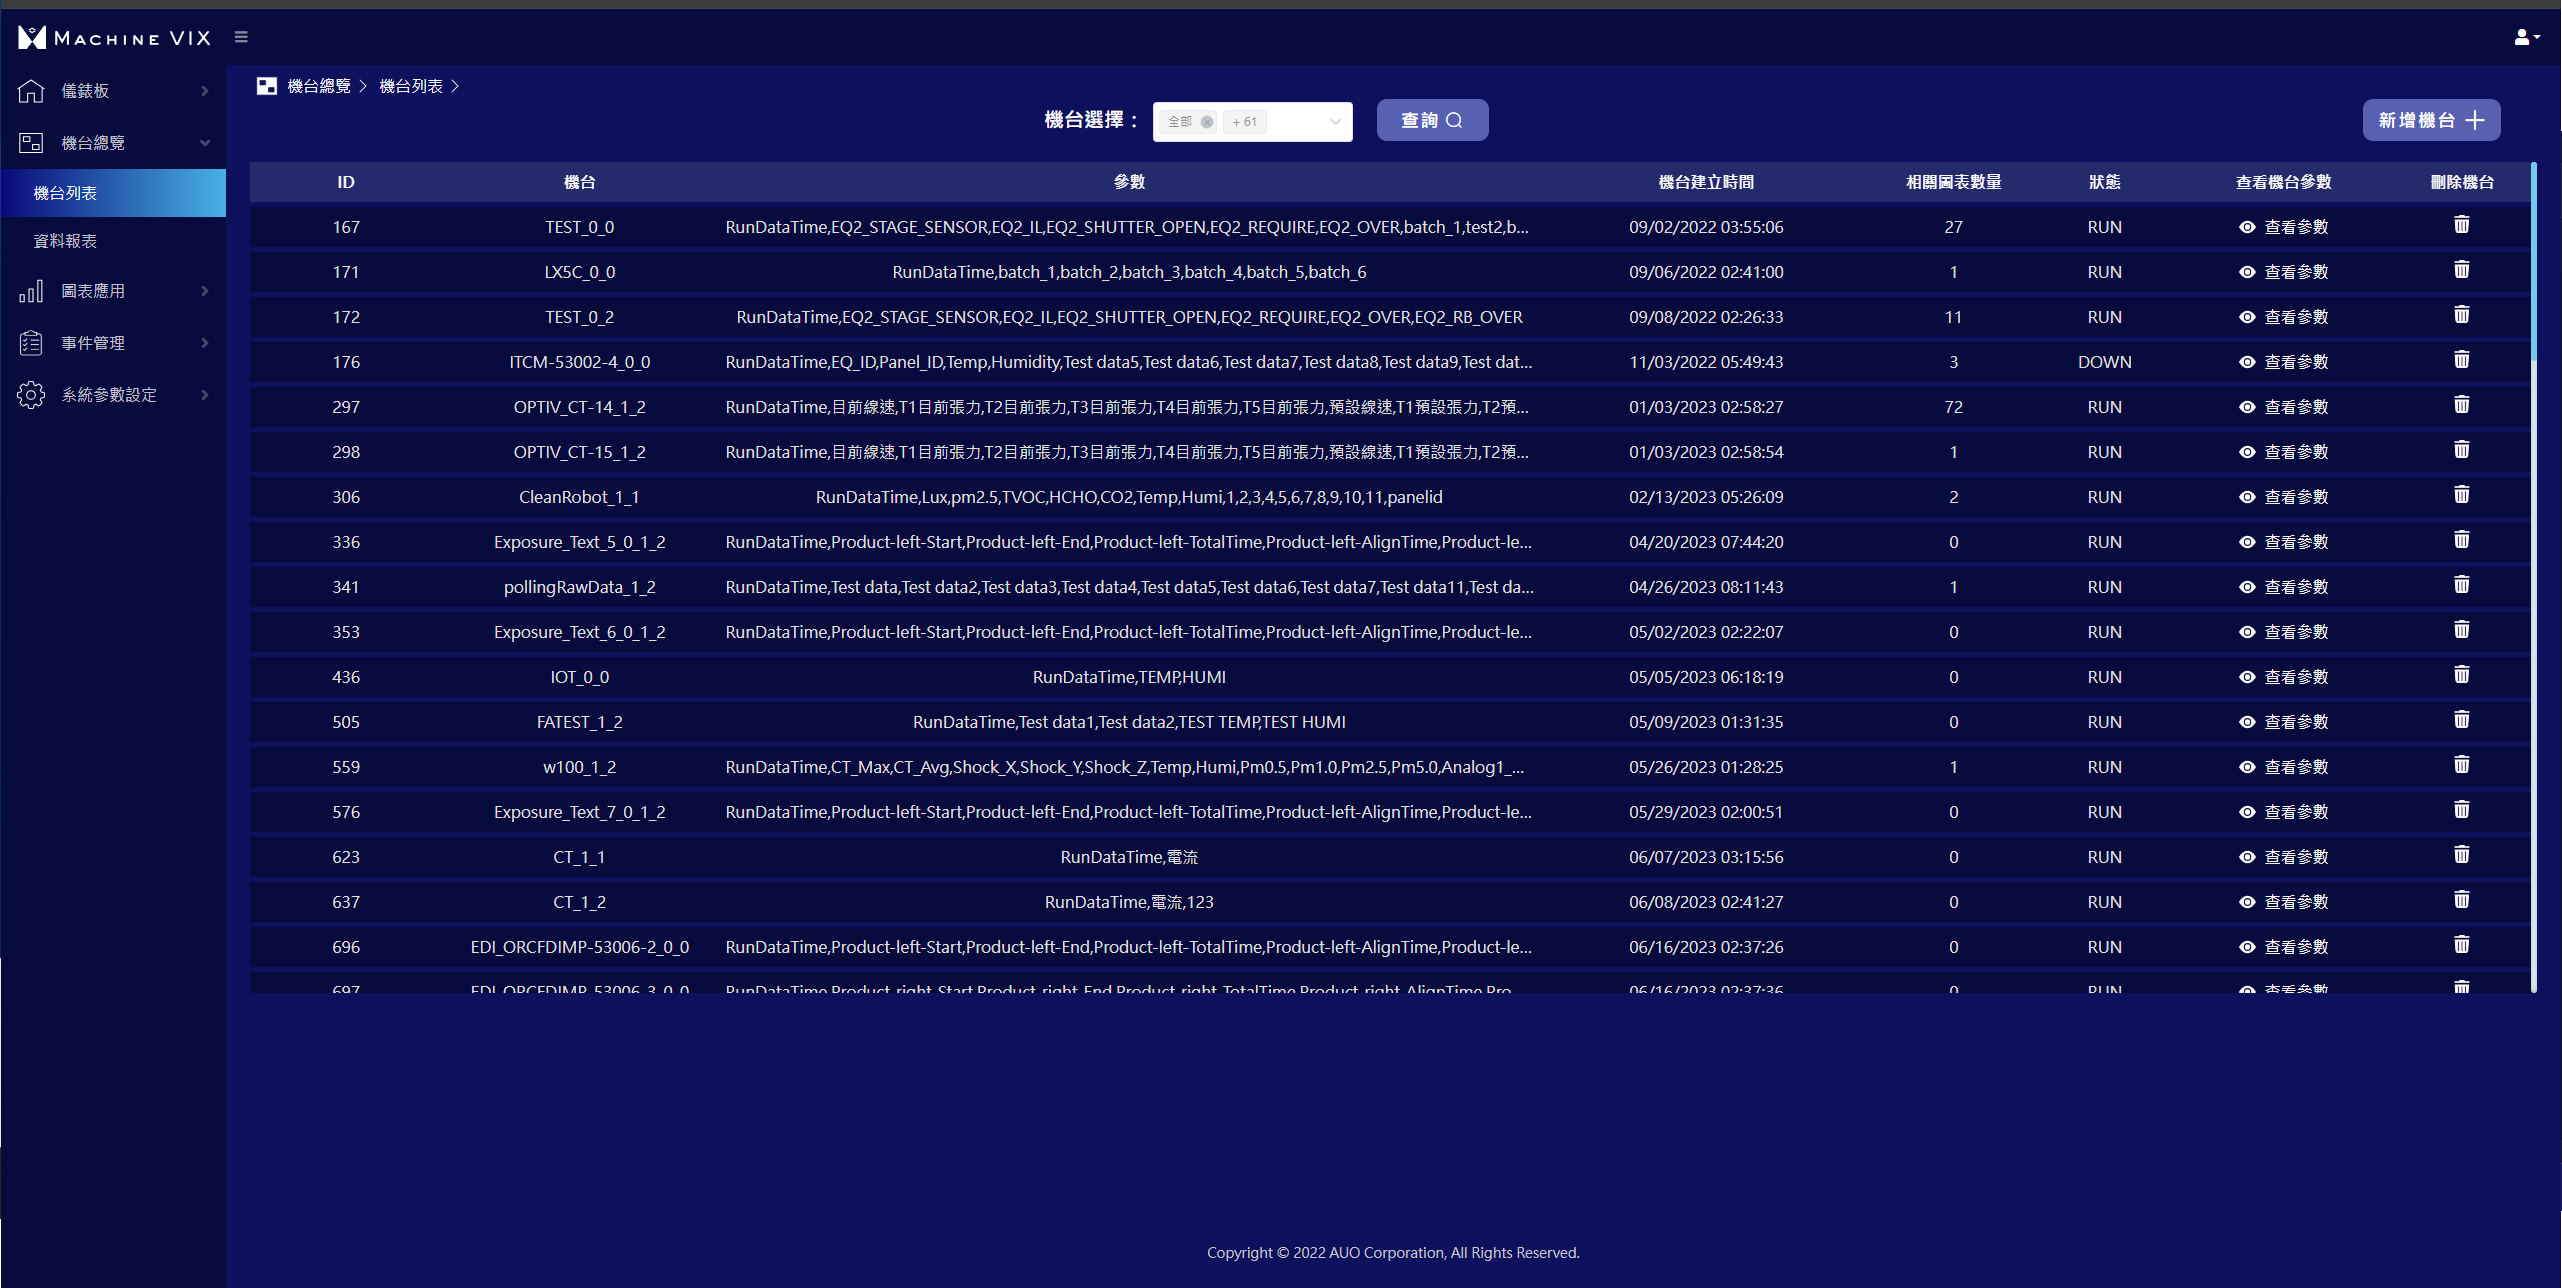 MACHINE VIX
儀錶板
機台總覽
機台列表
資料報表
圖表應用
事件管理
系統參數設定
機台總覽 > 機台列表 >
機台選擇： 全部 + 61 查詢 新增機台
ID 機台 參數 機台建立時間 相關圖表數量 狀態 查看機台參數 刪除機台
167 TEST_0_0 RunDataTime,EQ2_STAGE_SENSOR,EQ2_IL,EQ2_SHUTTER_OPEN,EQ2_REQUIRE,EQ2_OVER,batch_1,test2,b... 09/02/2022 03:55:06 27 RUN 查看參數
171 LX5C_0_0 RunDataTime,batch_1,batch_2,batch_3,batch_4,batch_5,batch_6 09/06/2022 02:41:00 1 RUN 查看參數
172 TEST_0_2 RunDataTime,EQ2_STAGE_SENSOR,EQ2_IL,EQ2_SHUTTER_OPEN,EQ2_REQUIRE,EQ2_OVER,EQ2_RB_OVER 09/08/2022 02:26:33 11 RUN 查看參數
176 ITCM-53002-4_0_0 RunDataTime,EQ_ID,Panel_ID,Temp,Humidity,Test data5,Test data6,Test data7,Test data8,Test data9,Test dat... 11/03/2022 05:49:43 3 DOWN 查看參數
297 OPTIV_CT-14_1_2 RunDataTime,目前線速,T1目前張力,T2目前張力,T3目前張力,T4目前張力,T5目前張力,預設線速,T1預設張力,T2預... 01/03/2023 02:58:27 72 RUN 查看參數
298 OPTIV_CT-15_1_2 RunDataTime,目前線速,T1目前張力,T2目前張力,T3目前張力,T4目前張力,T5目前張力,預設線速,T1預設張力,T2預... 01/03/2023 02:58:54 1 RUN 查看參數
306 CleanRobot_1_1 RunDataTime,Lux,pm2.5,TVOC,HCHO,CO2,Temp,Humi,1,2,3,4,5,6,7,8,9,10,11,panelid 02/13/2023 05:26:09 2 RUN 查看參數
336 Exposure_Text_5_0_1_2 RunDataTime,Product-left-Start,Product-left-End,Product-left-TotalTime,Product-left-AlignTime,Product-le... 04/20/2023 07:44:20 0 RUN 查看參數
341 pollingRawData_1_2 RunDataTime,Test data,Test data2,Test data3,Test data4,Test data5,Test data6,Test data7,Test data11,Test da... 04/26/2023 08:11:43 1 RUN 查看參數
353 Exposure_Text_6_0_1_2 RunDataTime,Product-left-Start,Product-left-End,Product-left-TotalTime,Product-left-AlignTime,Product-le... 05/02/2023 02:22:07 0 RUN 查看參數
436 IOT_0_0 RunDataTime,TEMP,HUMI 05/05/2023 06:18:19 0 RUN 查看參數
505 FATEST_1_2 RunDataTime,Test data1,Test data2,TEST TEMP,TEST HUMI 05/09/2023 01:31:35 0 RUN 查看參數
559 w100_1_2 RunDataTime,CT_Max,CT_Avg,Shock_X,Shock_Y,Shock_Z,Temp,Humi,Pm0.5,Pm1.0,Pm2.5,Pm5.0,Analog1_... 05/26/2023 01:28:25 1 RUN 查看參數
576 Exposure_Text_7_0_1_2 RunDataTime,Product-left-Start,Product-left-End,Product-left-TotalTime,Product-left-AlignTime,Product-le... 05/29/2023 02:00:51 0 RUN 查看參數
623 CT_1_1 RunDataTime,電流 06/07/2023 03:15:56 0 RUN 查看參數
637 CT_1_2 RunDataTime,電流,123 06/08/2023 02:41:27 0 RUN 查看參數
696 EDI_ORCFDIMP-53006-2_0_0 RunDataTime,Product-left-Start,Product-left-End,Product-left-TotalTime,Product-left-AlignTime,Product-le... 06/16/2023 02:37:26 0 RUN 查看參數
697 EDI_ORCFDIMP-53006-3_0_0 RunDataTime,Product-right-Start,Product-right-End,Product-right-TotalTime,Product-right-AlignTime,Pro... 06/16/2023 02:37:36 0 RUN 查看參數
Copyright © 2022 AUO Corporation, All Rights Reserved.